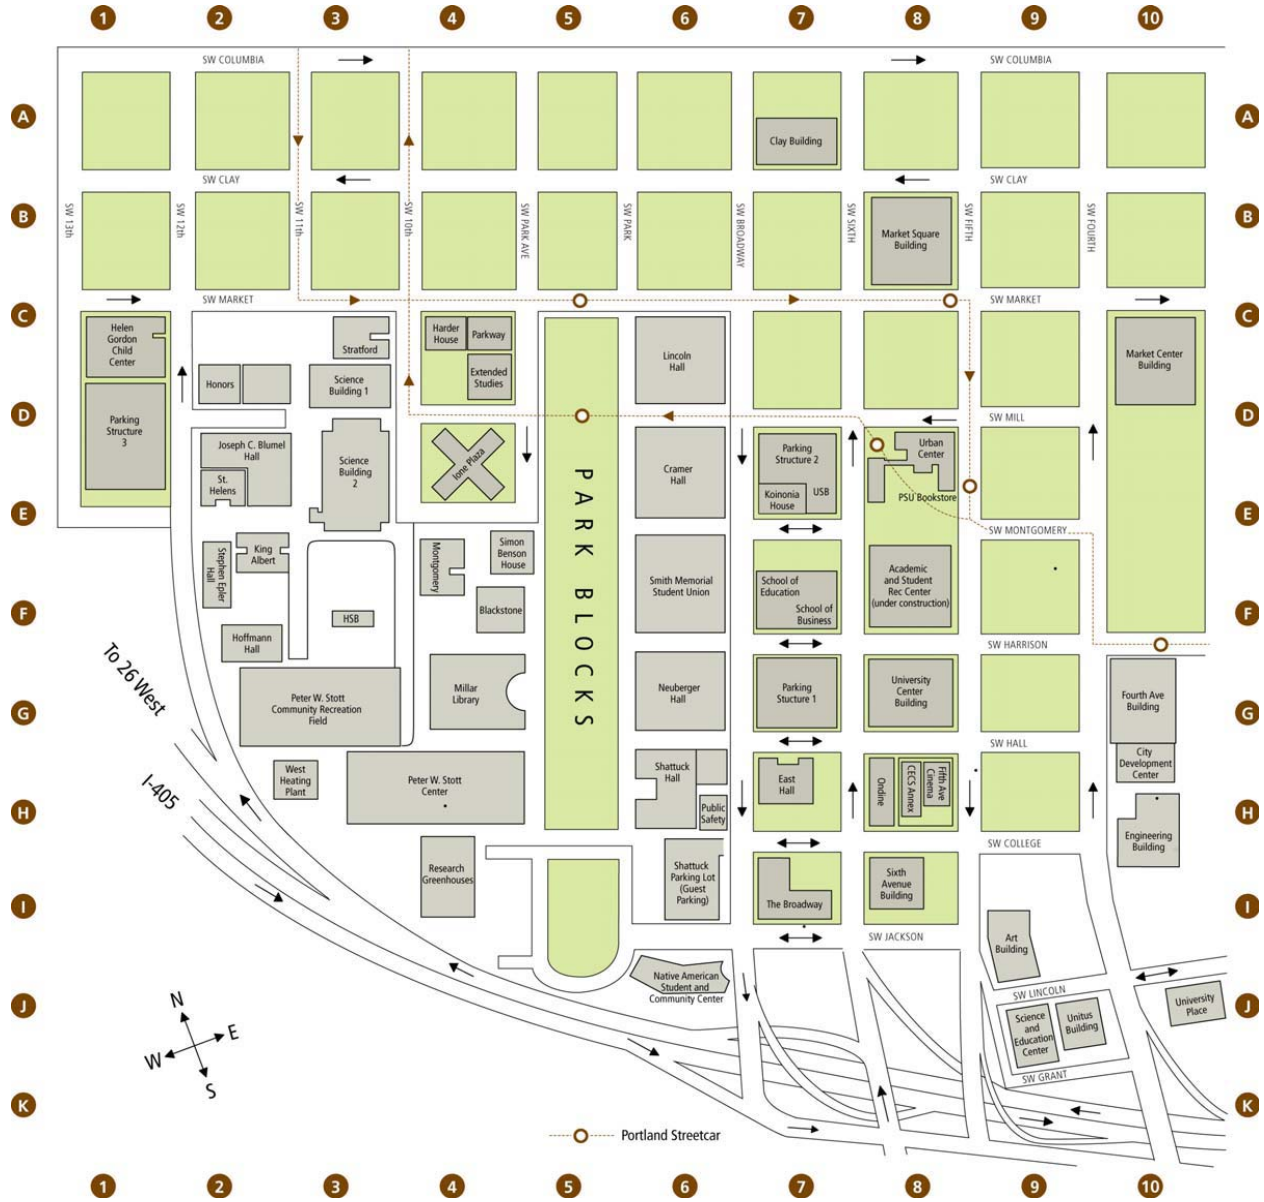 1 2 3 4 5 6 7 8 9 10
SW COLUMBIA
SW COLUMBIA
A
A
Clay Building
SW CLAY
SW CLAY
B
B
SW 13th
SW 12th
SW 11th
SW 10th
SW PARK AVE
SW PARK
SW BROADWAY
SW SIXTH
SW FIFTH
SW FOURTH
Market Square
Building
SW MARKET
SW MARKET
C
C
Helen
Gordon
Child
Center
Stratford
Harder
House
Parkway
Lincoln
Hall
Market Center
Building
Honors
Science
Building 1
Extended
Studies
D
D
SW MILL
Parking
Structure
3
Joseph C. Blumel
Hall
St.
Helens
Science
Building
2
Ione Plaza
PARK BLOCKS
Cramer
Hall
Parking
Structure 2
Koinonia
House
USB
Urban
Center
PSU Bookstore
E
E
SW MONTGOMERY
Stephen Epler
Hall
King
Albert
Montgomery
Simon
Benson
House
Blackstone
Smith Memorial
Student Union
School of
Education
School of
Business
Academic
and Student
Rec Center
(under construction)
F
F
HSB
Hoffmann
Hall
SW HARRISON
To 26 West
Peter W. Stott
Community Recreation
Field
Millar
Library
Neuberger
Hall
Parking
Stucture 1
University
Center
Building
Fourth Ave
Building
G
G
SW HALL
City
Development
Center
I-405
West
Heating
Plant
Peter W. Stott
Center
Shattuck
Hall
Public
Safety
East
Hall
Ondine
CECS Annex
Fifth Ave
Cinema
H
H
Engineering
Building
SW COLLEGE
Research
Greenhouses
Shattuck
Parking Lot
(Guest
Parking)
The Broadway
Sixth
Avenue
Building
I
I
SW JACKSON
Art
Building
Native American
Student and
Community Center
SW LINCOLN
University
Place
J
J
N
W E
S
Science
and
Education
Center
Unitus
Building
SW GRANT
K
K
Portland Streetcar
1 2 3 4 5 6 7 8 9 10